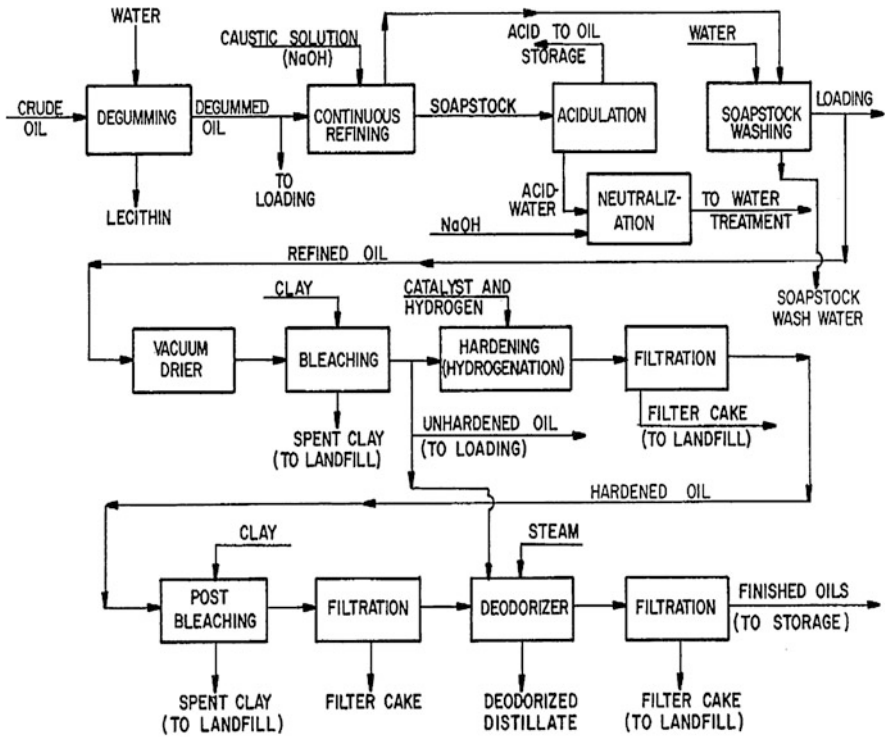 WATER
CAUSTIC SOLUTION
(NaOH)
ACID TO OIL
STORAGE
WATER
CRUDE
OIL
DEGUMMING
DEGUMMED
OIL
CONTINUOUS
REFINING
SOAPSTOCK
ACIDULATION
SOAPSTOCK
WASHING
LOADING
TO
LOADING
LECITHIN
ACID-
WATER
NEUTRALIZ-
ATION
TO WATER
TREATMENT
NaOH
REFINED OIL
SOAPSTOCK
WASH WATER
CLAY
CATALYST AND
HYDROGEN
VACUUM
DRIER
BLEACHING
HARDENING
(HYDROGENATION)
FILTRATION
SPENT CLAY
(TO LANDFILL)
UNHARDENED OIL
(TO LOADING)
FILTER CAKE
(TO LANDFILL)
HARDENED OIL
CLAY
STEAM
POST
BLEACHING
FILTRATION
DEODORIZER
FILTRATION
FINISHED OILS
(TO STORAGE)
SPENT CLAY
(TO LANDFILL)
FILTER CAKE
DEODORIZED
DISTILLATE
FILTER CAKE
(TO LANDFILL)